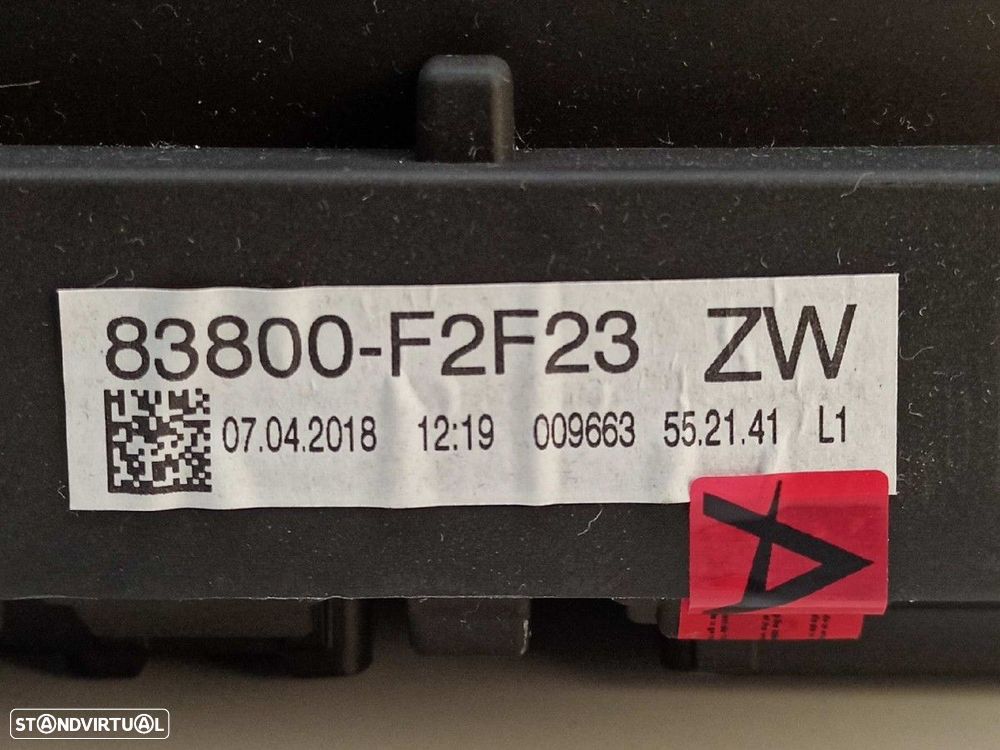 83800-F2F23 ZW
07.04.2018 12:19 009663 55.21.41 L1
A
STANDVIRTUAL